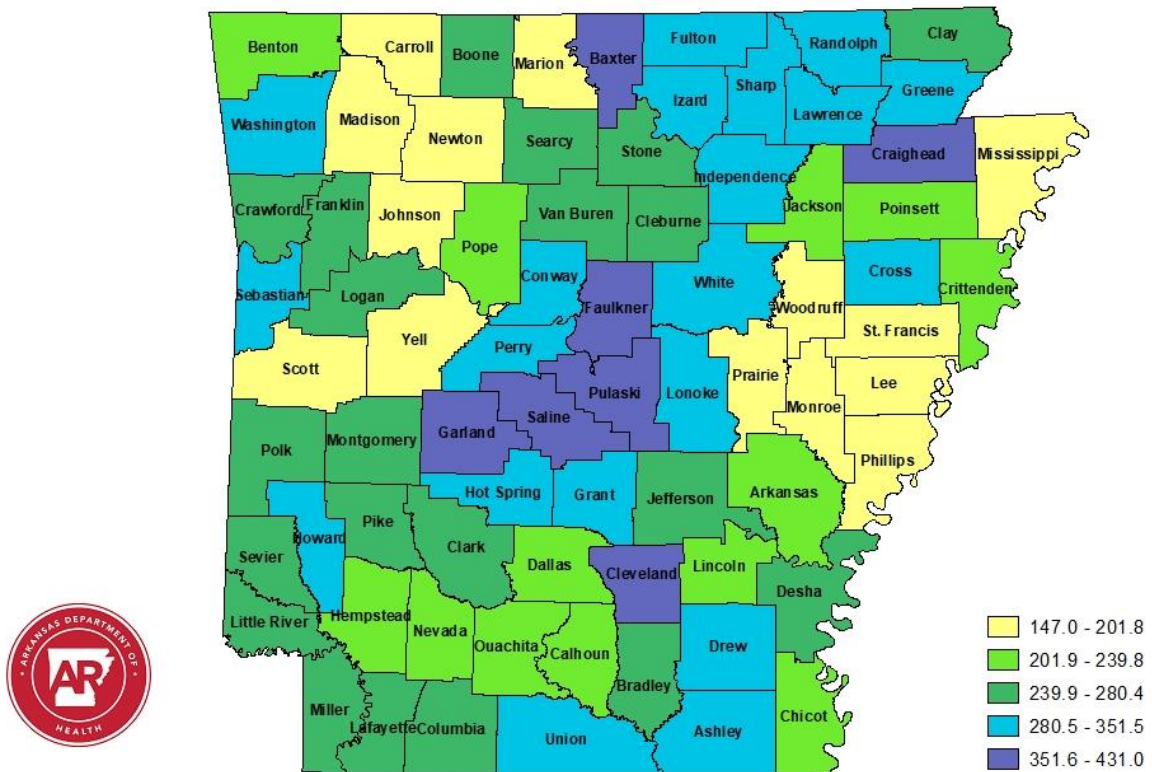 Benton
Carroll
Boone
Marion
Baxter
Fulton
Randolph
Clay
Washington
Madison
Newton
Searcy
Stone
Izard
Sharp
Lawrence
Greene
Craighead
Mississippi
Independence
Crawford
Franklin
Johnson
Pope
Van Buren
Cleburne
Jackson
Poinsett
Sebastian
Logan
Conway
Faulkner
White
Woodruff
Cross
Crittenden
Scott
Yell
Perry
Pulaski
Saline
Garland
Lonoke
Prairie
Monroe
St. Francis
Lee
Phillips
Polk
Montgomery
Hot Spring
Grant
Jefferson
Arkansas
Howard
Pike
Clark
Dallas
Cleveland
Lincoln
Desha
Sevier
Little River
Hempstead
Nevada
Ouachita
Calhoun
Bradley
Drew
Miller
Lafayette
Columbia
Union
Ashley
Chicot
ARKANSAS DEPARTMENT OF
AR
HEALTH
147.0 - 201.8
201.9 - 239.8
239.9 - 280.4
280.5 - 351.5
351.6 - 431.0